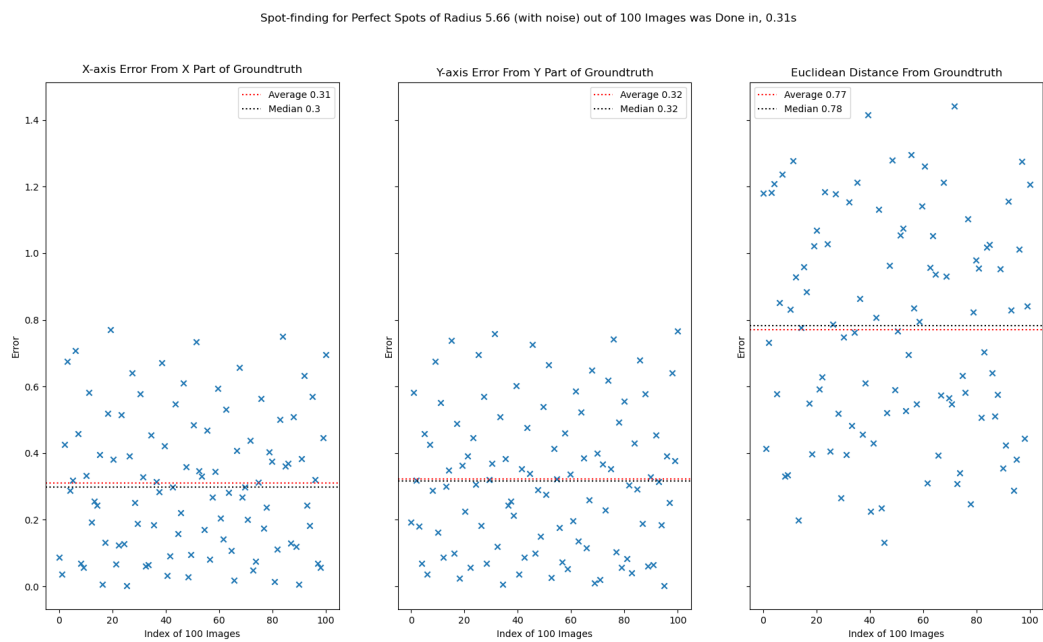 Spot-finding for Perfect Spots of Radius 5.66 (with noise) out of 100 Images was Done in, 0.31s
X-axis Error From X Part of Groundtruth
Average 0.31
Median 0.3
Error
1.4
1.2
1.0
0.8
0.6
0.4
0.2
0.0
0 20 40 60 80 100
Index of 100 Images
Y-axis Error From Y Part of Groundtruth
Average 0.32
Median 0.32
Error
0 20 40 60 80 100
Index of 100 Images
Euclidean Distance From Groundtruth
Average 0.77
Median 0.78
Error
0 20 40 60 80 100
Index of 100 Images